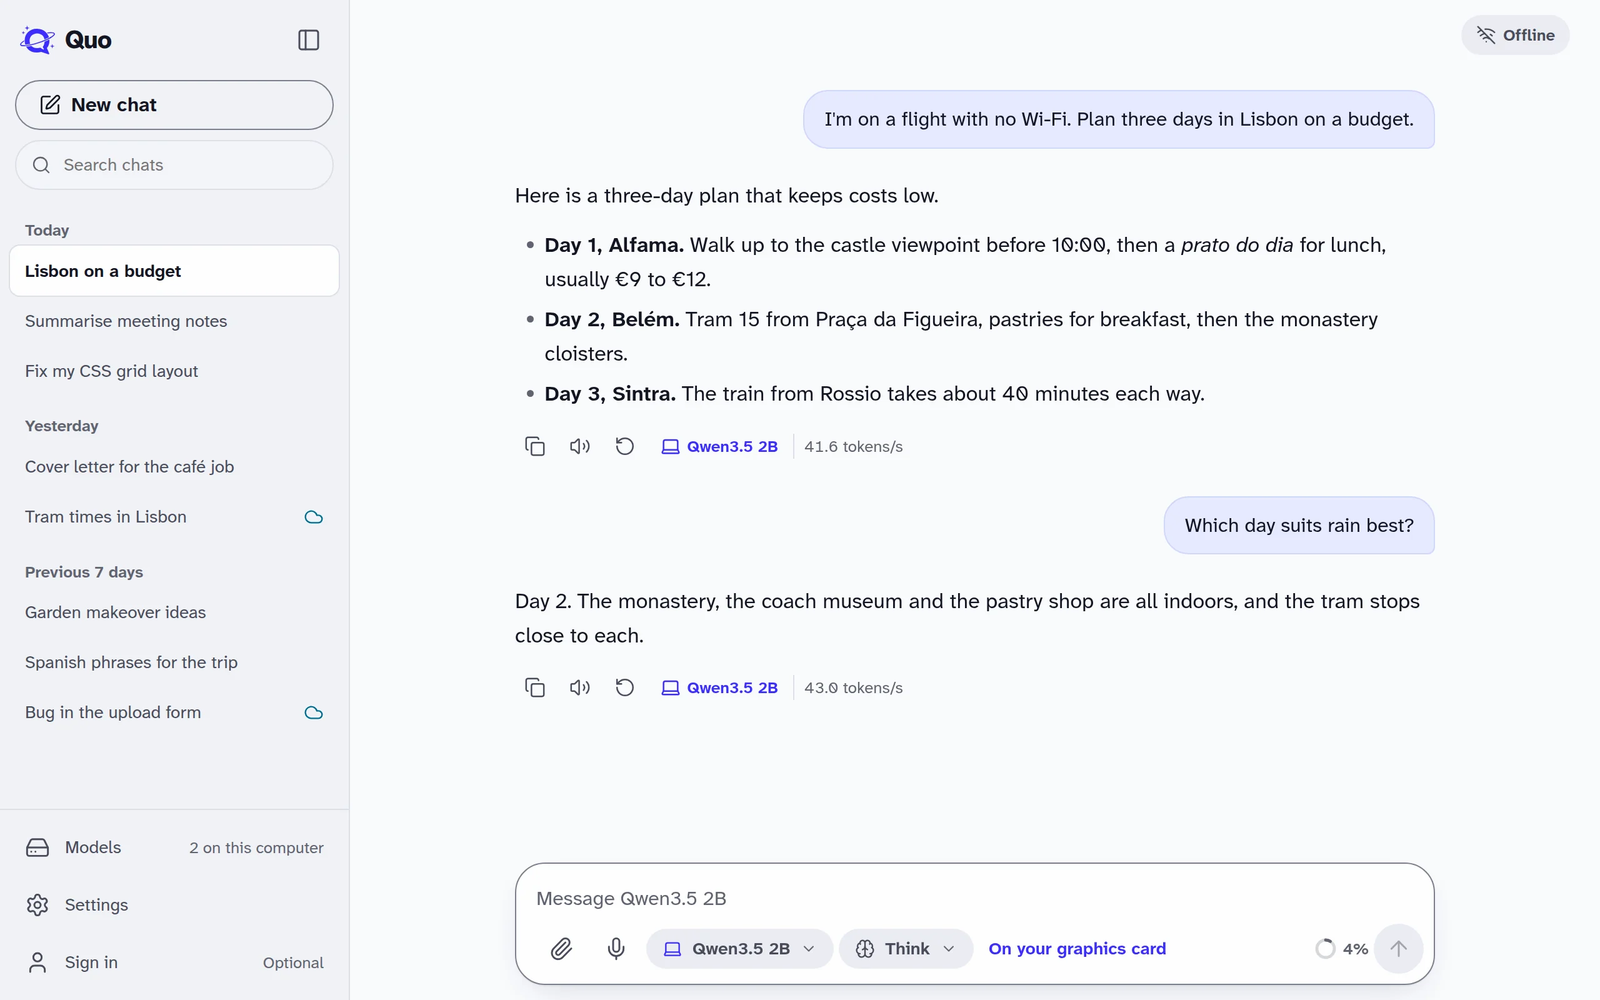 Quo
New chat
Search chats
Today
Lisbon on a budget
Summarise meeting notes
Fix my CSS grid layout
Yesterday
Cover letter for the café job
Tram times in Lisbon
Previous 7 days
Garden makeover ideas
Spanish phrases for the trip
Bug in the upload form
Models 2 on this computer
Settings
Sign in Optional
Offline
I'm on a flight with no Wi-Fi. Plan three days in Lisbon on a budget.
Here is a three-day plan that keeps costs low.
• Day 1, Alfama. Walk up to the castle viewpoint before 10:00, then a prato do dia for lunch,
usually €9 to €12.
• Day 2, Belém. Tram 15 from Praça da Figueira, pastries for breakfast, then the monastery
cloisters.
• Day 3, Sintra. The train from Rossio takes about 40 minutes each way.
Qwen3.5 2B 41.6 tokens/s
Which day suits rain best?
Day 2. The monastery, the coach museum and the pastry shop are all indoors, and the tram stops
close to each.
Qwen3.5 2B 43.0 tokens/s
Message Qwen3.5 2B
Qwen3.5 2B Think On your graphics card 4%